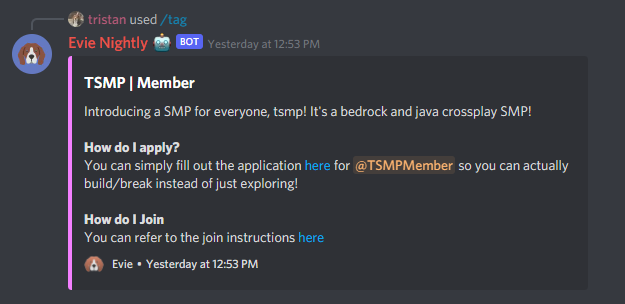 tristan used /tag
Evie Nightly 🤖 BOT Yesterday at 12:53 PM
TSMP | Member
Introducing a SMP for everyone, tsmp! It's a bedrock and java crossplay SMP!
How do I apply?
You can simply fill out the application here for @TSMPMember so you can actually
build/break instead of just exploring!
How do I Join
You can refer to the join instructions here
Evie • Yesterday at 12:53 PM